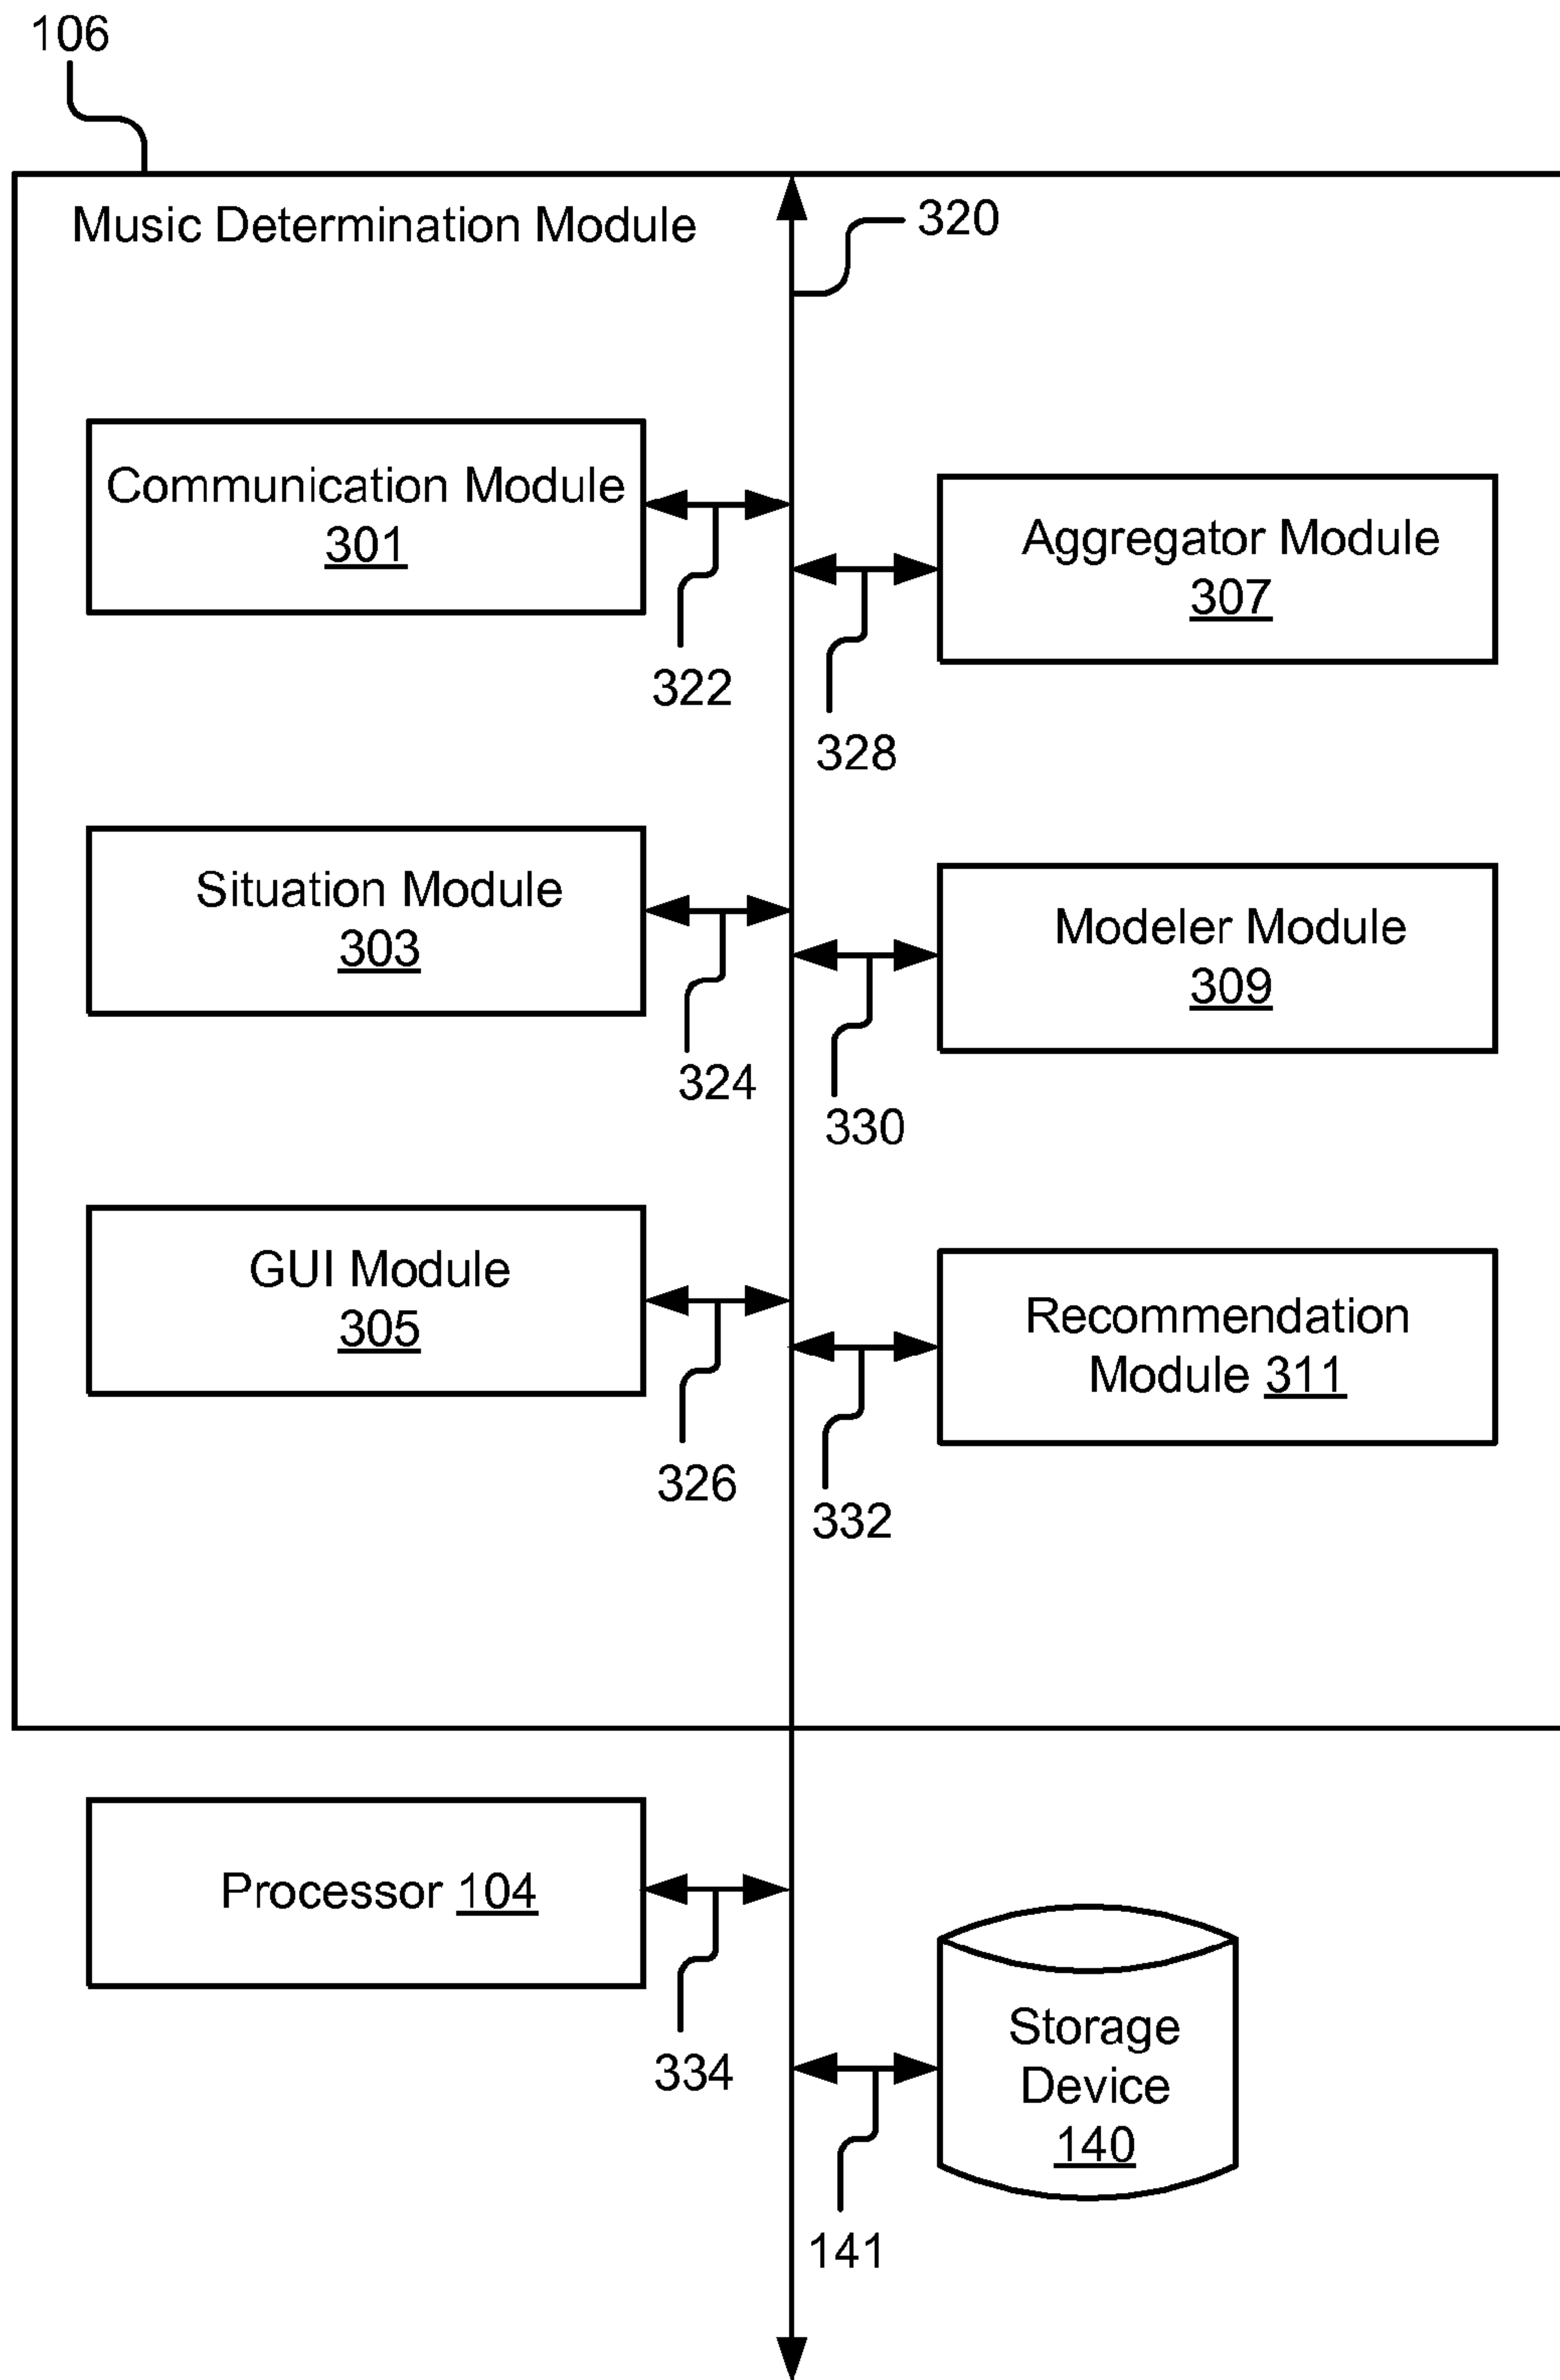 106
Music Determination Module
320
Communication Module
301
322
Aggregator Module
307
328
Situation Module
303
324
Modeler Module
309
330
GUI Module
305
326
Recommendation
Module 311
332
Processor 104
334
Storage
Device
140
141